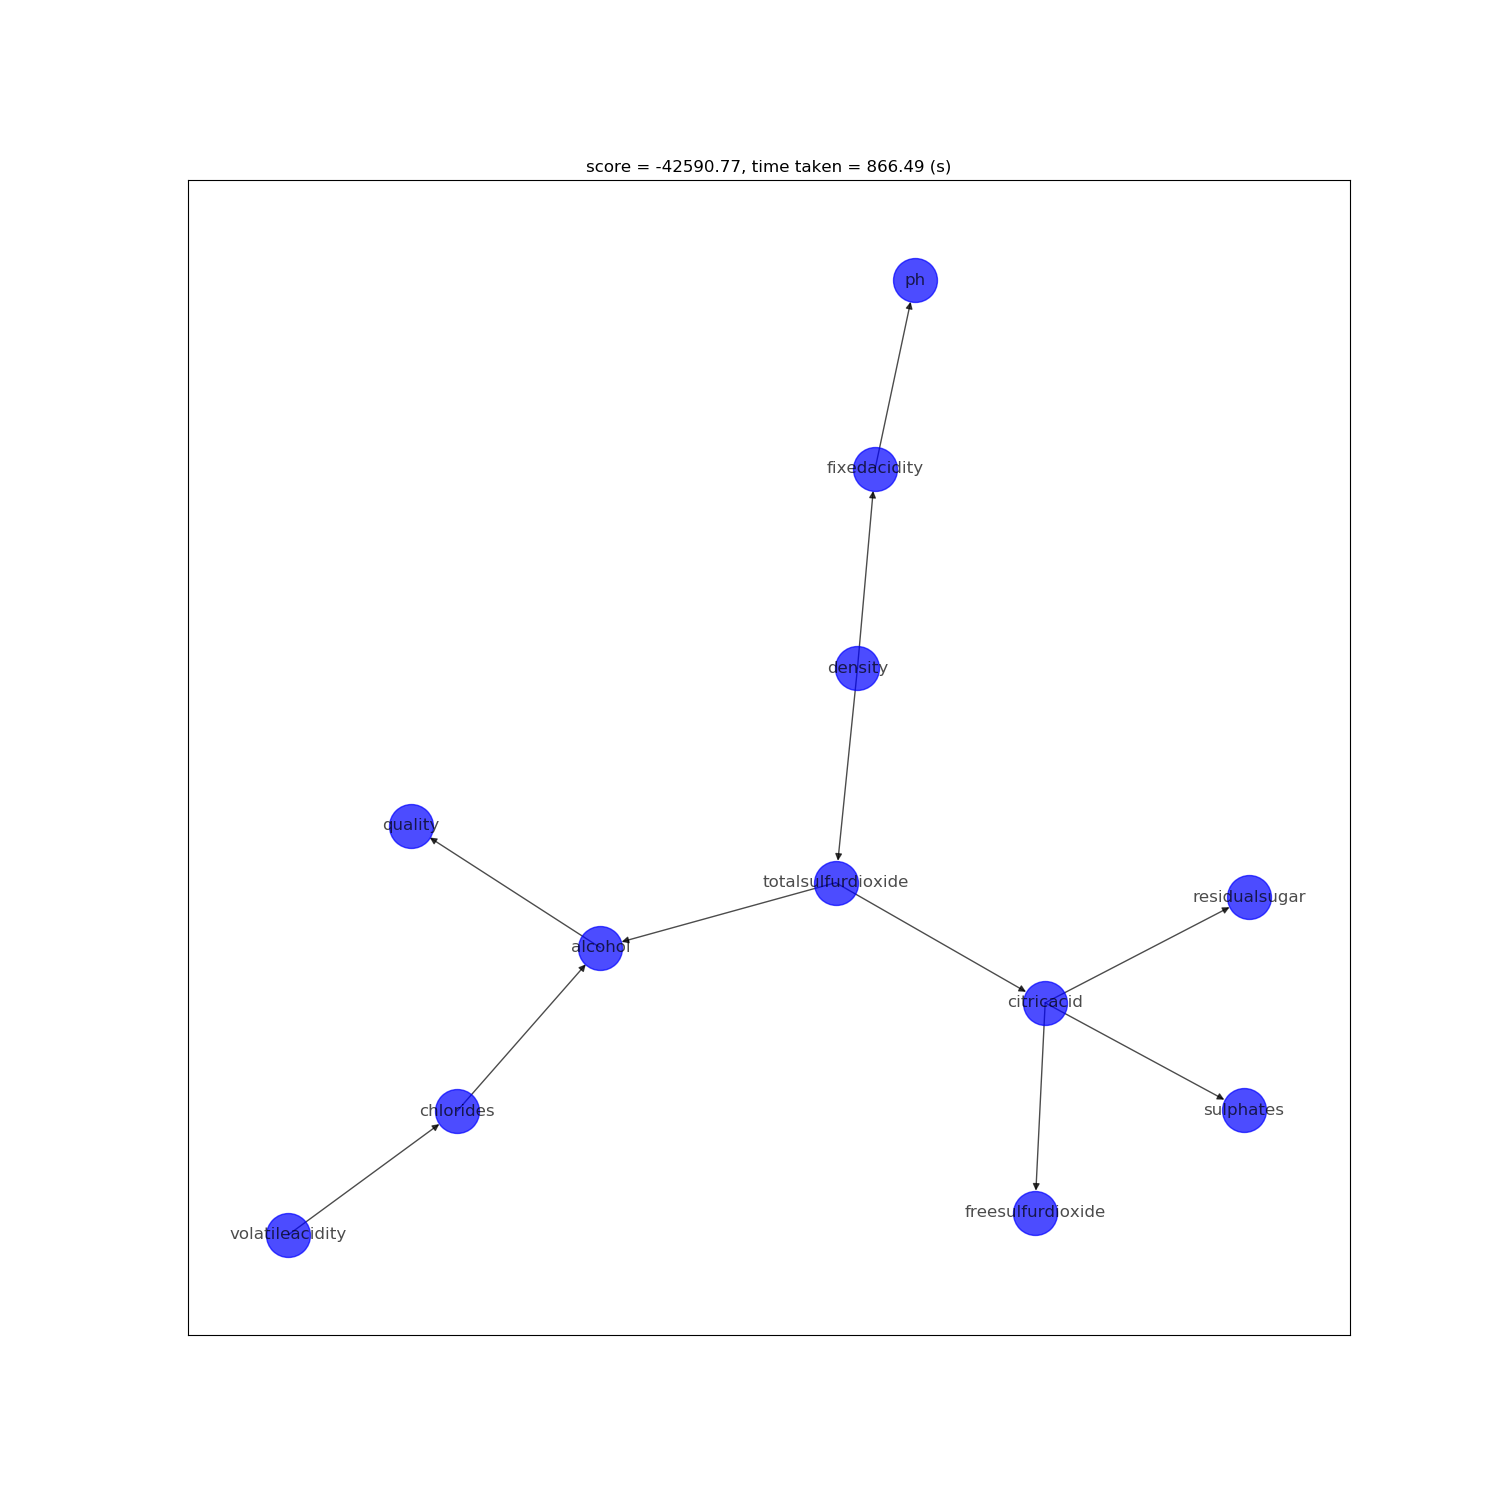 score = -42590.77, time taken = 866.49 (s)
ph
fixedacidity
density
quality
totalsulfurdioxide
residualsugar
alcohol
citricacid
chlorides
sulphates
freesulfurdioxide
volatileacidity